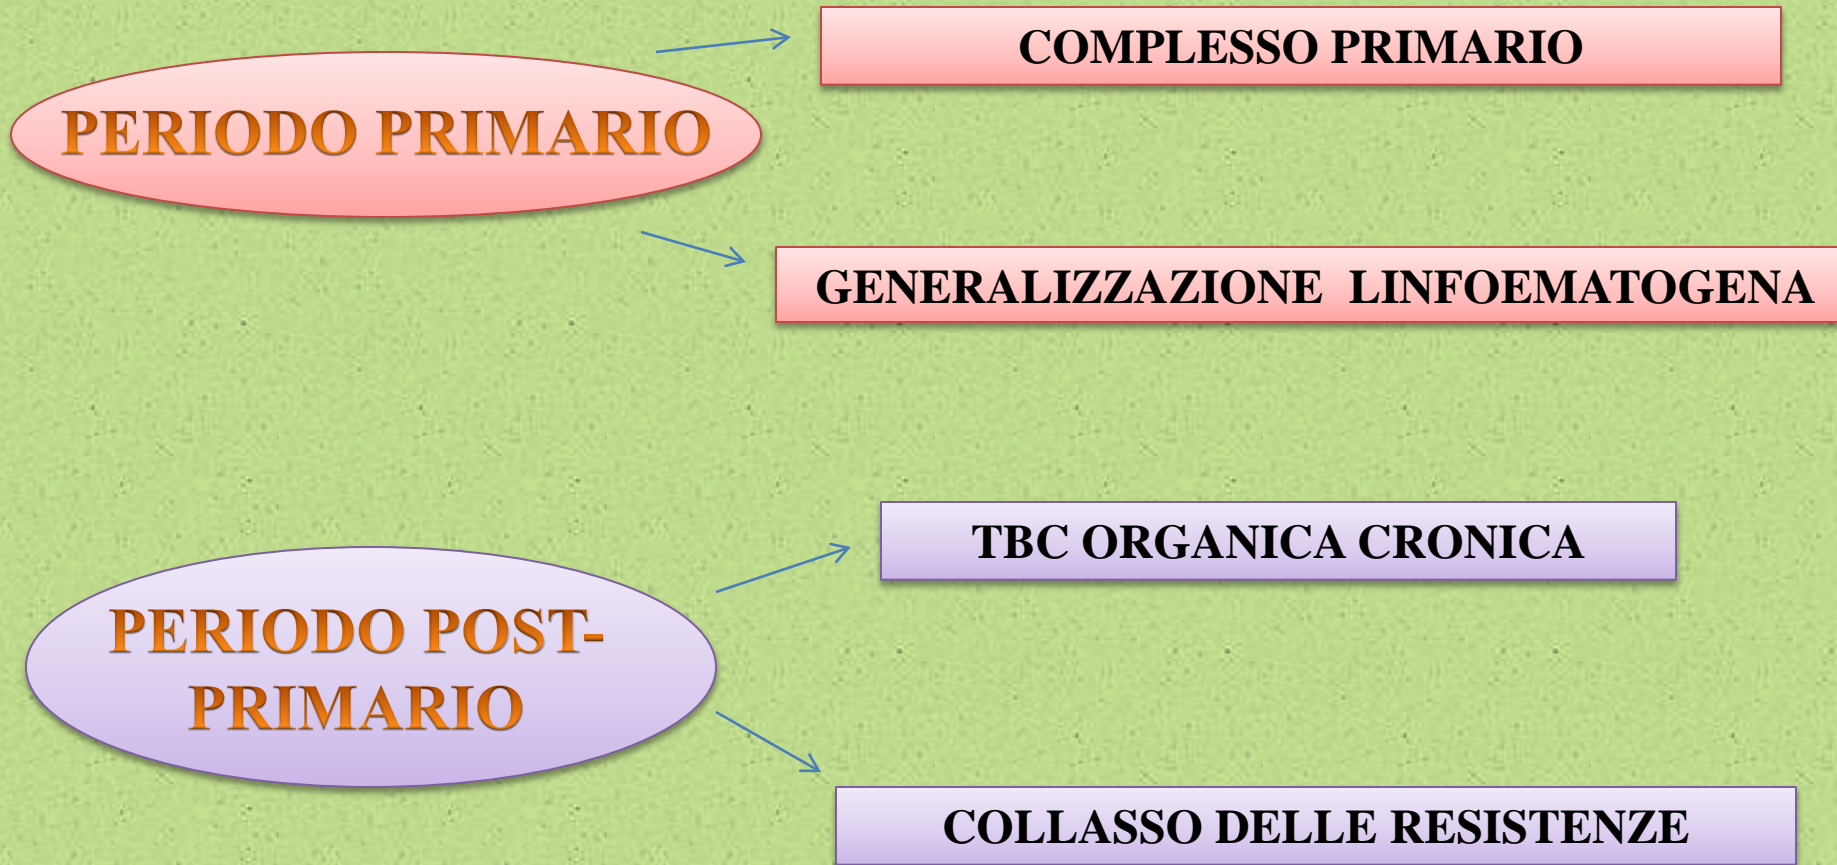 COMPLESSO PRIMARIO
PERIODO PRIMARIO
GENERALIZZAZIONE LINFOEMATOGENA
TBC ORGANICA CRONICA
PERIODO POST-
PRIMARIO
COLLASSO DELLE RESISTENZE